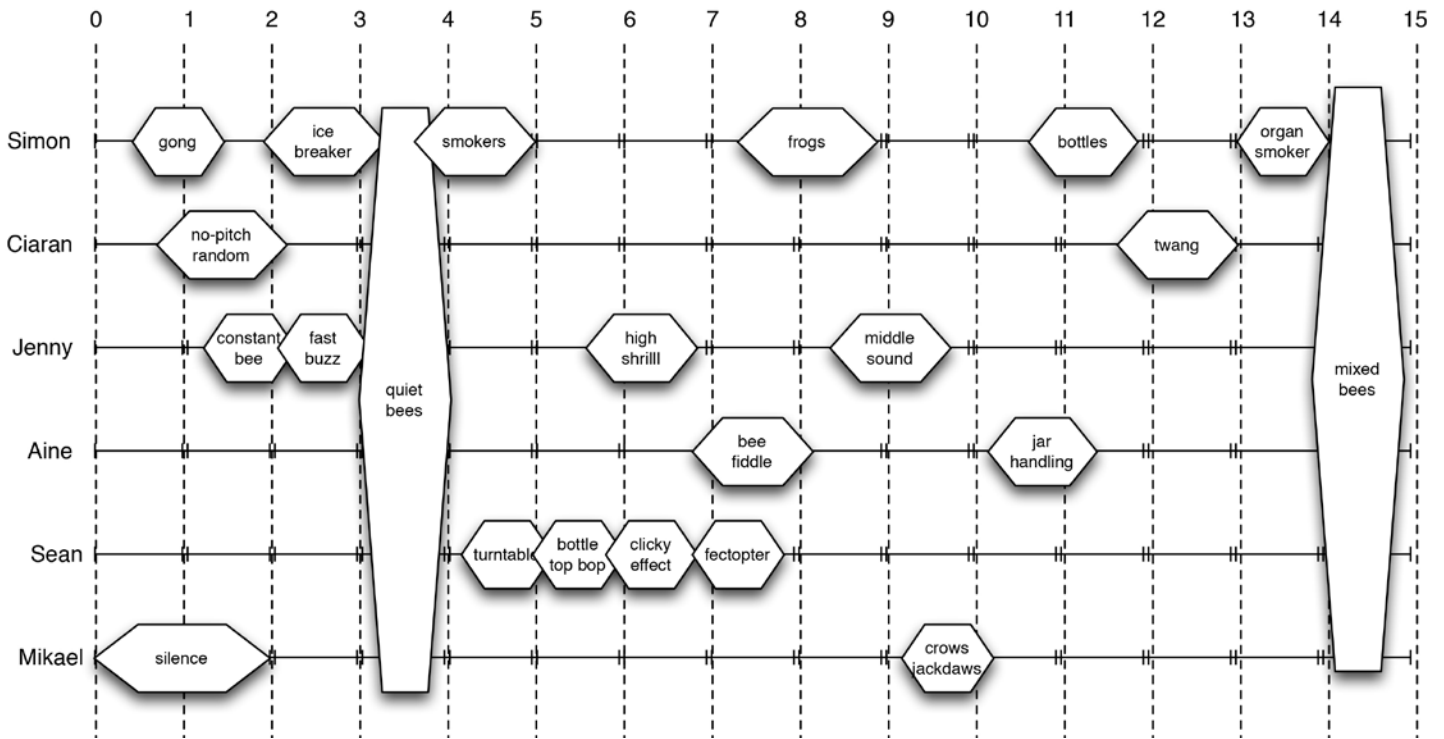 0 1 2 3 4 5 6 7 8 9 10 11 12 13 14 15
Simon
gong
ice
breaker
smokers
frogs
bottles
organ
smoker
Ciaran
no-pitch
random
twang
Jenny
constant
bee
fast
buzz
high
shrilll
middle
sound
quiet
bees
mixed
bees
Aine
bee
fiddle
jar
handling
Sean
turntable
bottle
top bop
clicky
effect
fectopter
Mikael
silence
crows
jackdaws